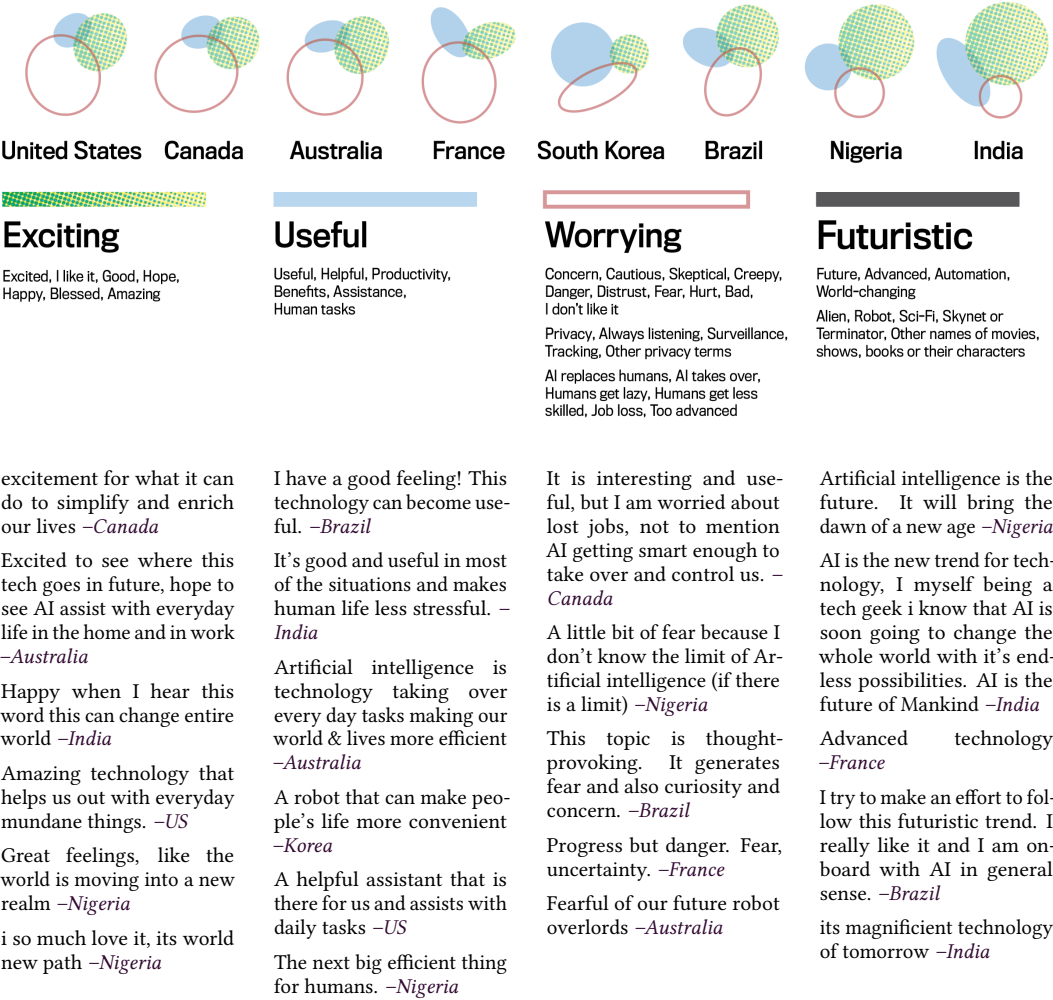 United States Canada Australia France South Korea Brazil Nigeria India
Exciting
Excited, I like it, Good, Hope,
Happy, Blessed, Amazing
Useful
Useful, Helpful, Productivity,
Benefits, Assistance,
Human tasks
Worrying
Concern, Cautious, Skeptical, Creepy,
Danger, Distrust, Fear, Hurt, Bad,
I don't like it
Privacy, Always listening, Surveillance,
Tracking, Other privacy terms
AI replaces humans, AI takes over,
Humans get lazy, Humans get less
skilled, Job loss, Too advanced
Futuristic
Future, Advanced, Automation,
World-changing
Alien, Robot, Sci-Fi, Skynet or
Terminator, Other names of movies,
shows, books or their characters
excitement for what it can
do to simplify and enrich
our lives –Canada
Excited to see where this
tech goes in future, hope to
see AI assist with everyday
life in the home and in work
–Australia
Happy when I hear this
word this can change entire
world –India
Amazing technology that
helps us out with everyday
mundane things. –US
Great feelings, like the
world is moving into a new
realm –Nigeria
i so much love it, its world
new path –Nigeria
I have a good feeling! This
technology can become use-
ful. –Brazil
It's good and useful in most
of the situations and makes
human life less stressful. –
India
Artificial intelligence is
technology taking over
every day tasks making our
world & lives more efficient
–Australia
A robot that can make peo-
ple's life more convenient
–Korea
A helpful assistant that is
there for us and assists with
daily tasks –US
The next big efficient thing
for humans. –Nigeria
It is interesting and use-
ful, but I am worried about
lost jobs, not to mention
AI getting smart enough to
take over and control us. –
Canada
A little bit of fear because I
don't know the limit of Ar-
tificial intelligence (if there
is a limit) –Nigeria
This topic is thought-
provoking. It generates
fear and also curiosity and
concern. –Brazil
Progress but danger. Fear,
uncertainty. –France
Fearful of our future robot
overlords –Australia
Artificial intelligence is the
future. It will bring the
dawn of a new age –Nigeria
AI is the new trend for tech-
nology, I myself being a
tech geek i know that AI is
soon going to change the
whole world with it's end-
less possibilities. AI is the
future of Mankind –India
Advanced technology
–France
I try to make an effort to fol-
low this futuristic trend. I
really like it and I am on-
board with AI in general
sense. –Brazil
its magnificient technology
of tomorrow –India